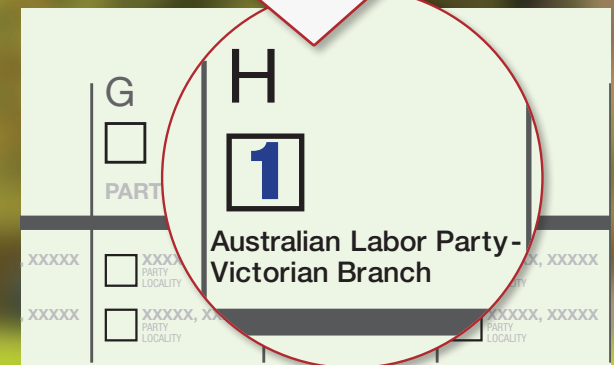 G
H
1
PART
Australian Labor Party-
Victorian Branch
, XXXXX
XXXX
X, XXXXX
PARTY
LOCALITY
, XXXXX
XXXXX, XX
XXXXX, XXXXX
PARTY
LOCALITY
PARTY
LOCALITY